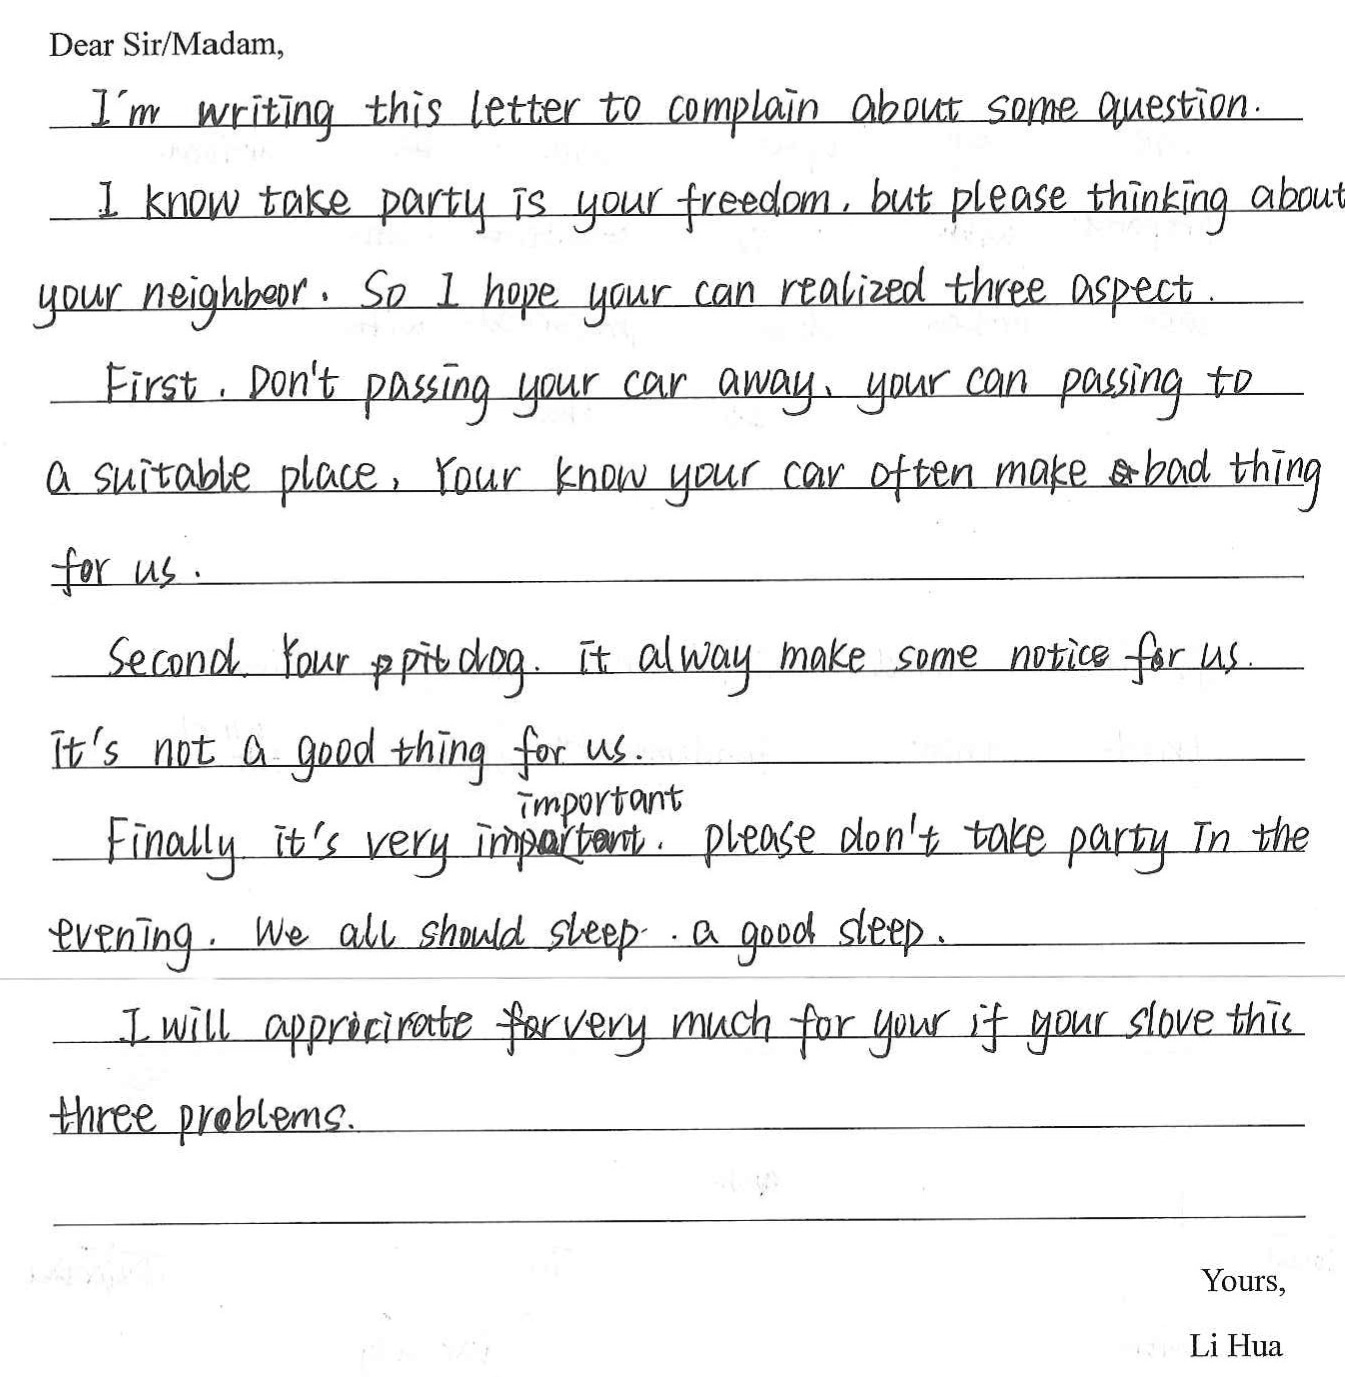 Dear Sir/Madam,
I'm writing this letter to complain about some question.
I know take party is your freedom, but please thinking about
your neighbeor. So I hope your can realized three aspect.
First, Don't passing your car away, your can passing to
a suitable place, Your know your car often make bad thing
for us.
Second. Your pit dog. it alway make some notice for us.
it's not a good thing for us.
important
Finally it's very important. please don't take party In the
evening. We all should sleep. a good sleep.
I will appricirate very much for your if your slove this
three problems.
Yours,
Li Hua